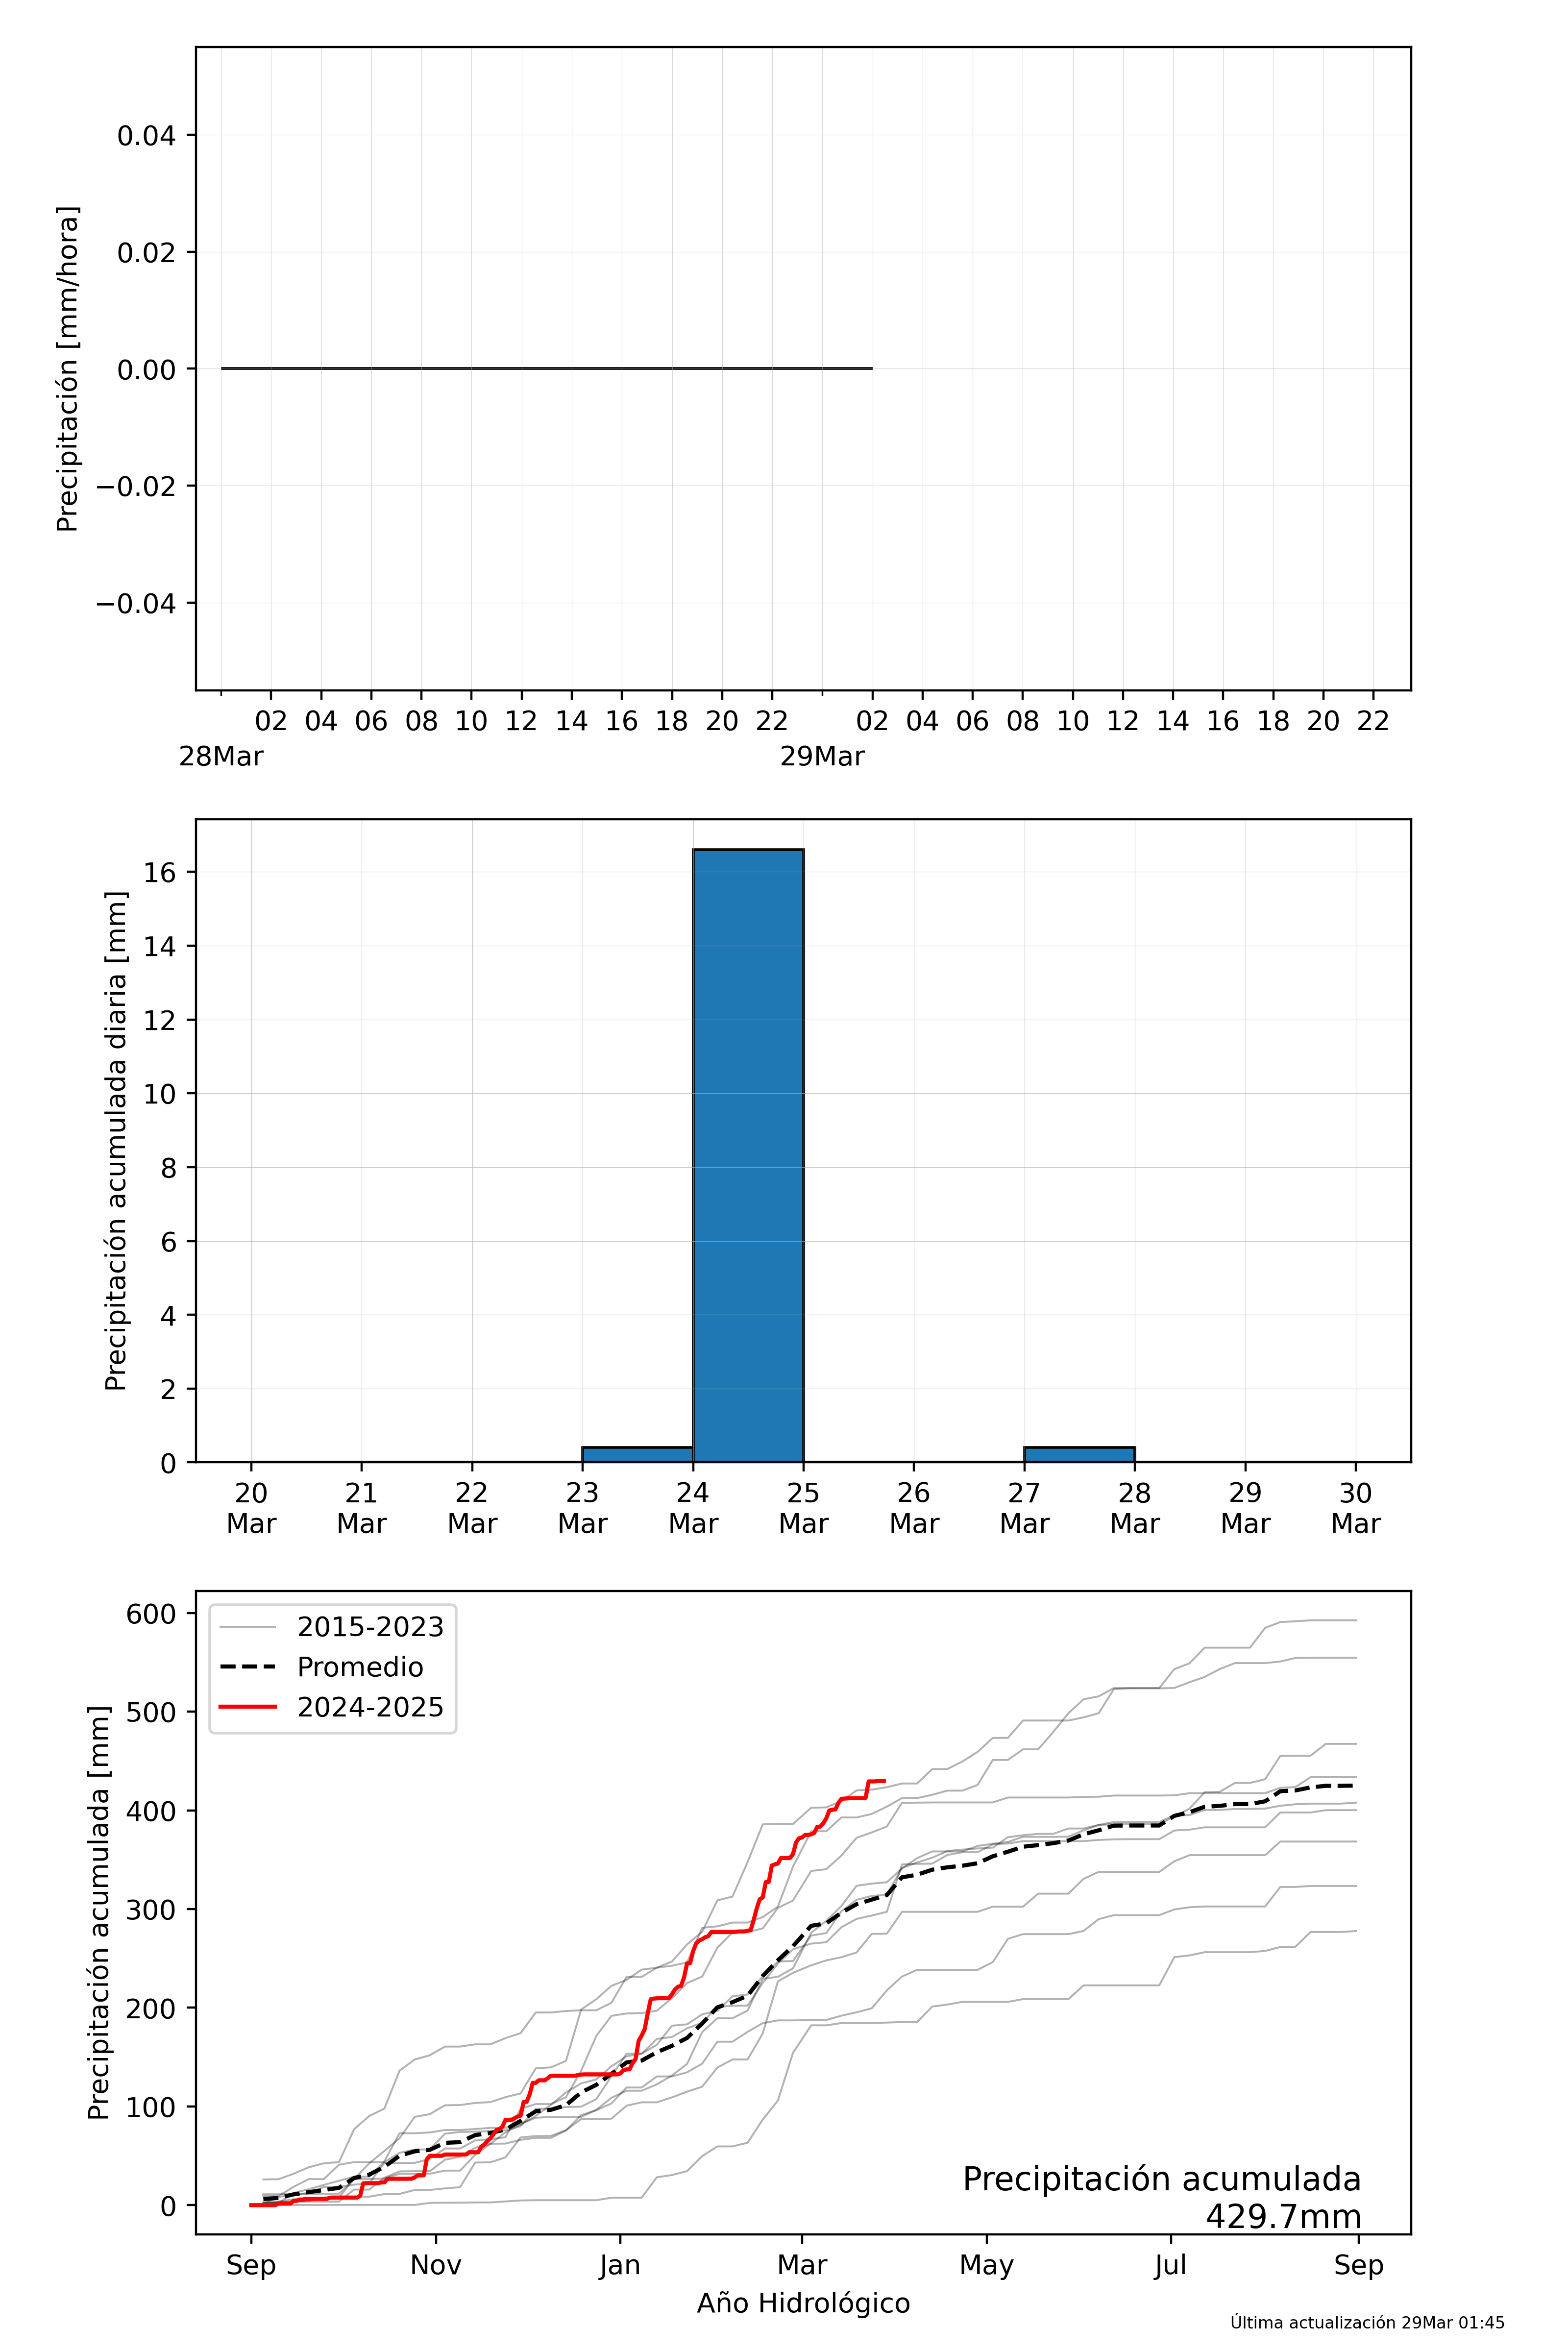 Precipitación [mm/hora]
0.04
0.02
0.00
−0.02
−0.04
02 04 06 08 10 12 14 16 18 20 22 02 04 06 08 10 12 14 16 18 20 22
28Mar 29Mar
Precipitación acumulada diaria [mm]
16
14
12
10
8
6
4
2
0
20 21 22 23 24 25 26 27 28 29 30
Mar Mar Mar Mar Mar Mar Mar Mar Mar Mar Mar
Precipitación acumulada [mm]
600
500
400
300
200
100
0
2015-2023
Promedio
2024-2025
Precipitación acumulada
429.7mm
Sep Nov Jan Mar May Jul Sep
Año Hidrológico
Última actualización 29Mar 01:45